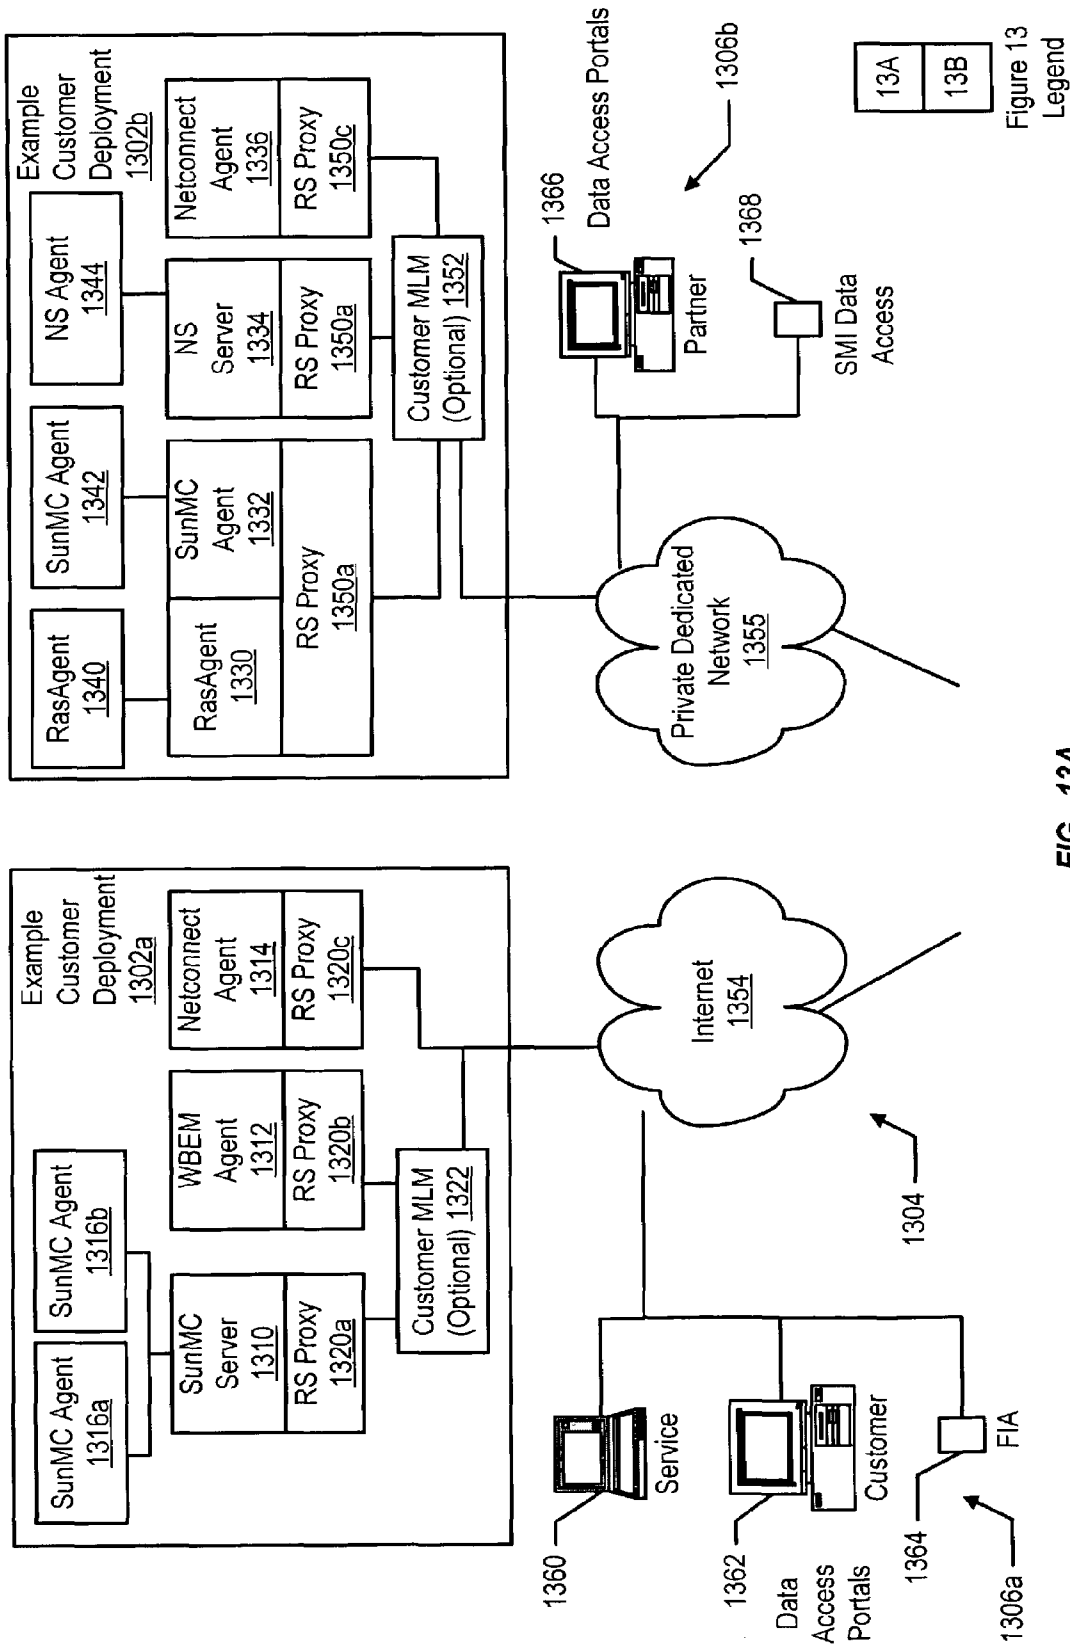 Example
Customer
Deployment
1302a
SunMC Agent
1316a
SunMC Agent
1316b
SunMC
Server
1310
RS Proxy
1320a
WBEM
Agent
1312
RS Proxy
1320b
Netconnect
Agent
1314
RS Proxy
1320c
Customer MLM
(Optional) 1322
Example
Customer
Deployment
1302b
RasAgent
1340
SunMC Agent
1342
NS Agent
1344
RasAgent
1330
SunMC
Agent
1332
RS Proxy
1350a
NS
Server
1334
RS Proxy
1350a
Netconnect
Agent
1336
RS Proxy
1350c
Customer MLM
(Optional) 1352
1360
Service
1362
Customer
Data
Access
Portals
1364
FIA
1306a
Internet
1354
1304
Private Dedicated
Network
1355
1366
Partner
Data Access Portals
1306b
1368
SMI Data
Access
13A
13B
Figure 13
Legend
FIG. 13A